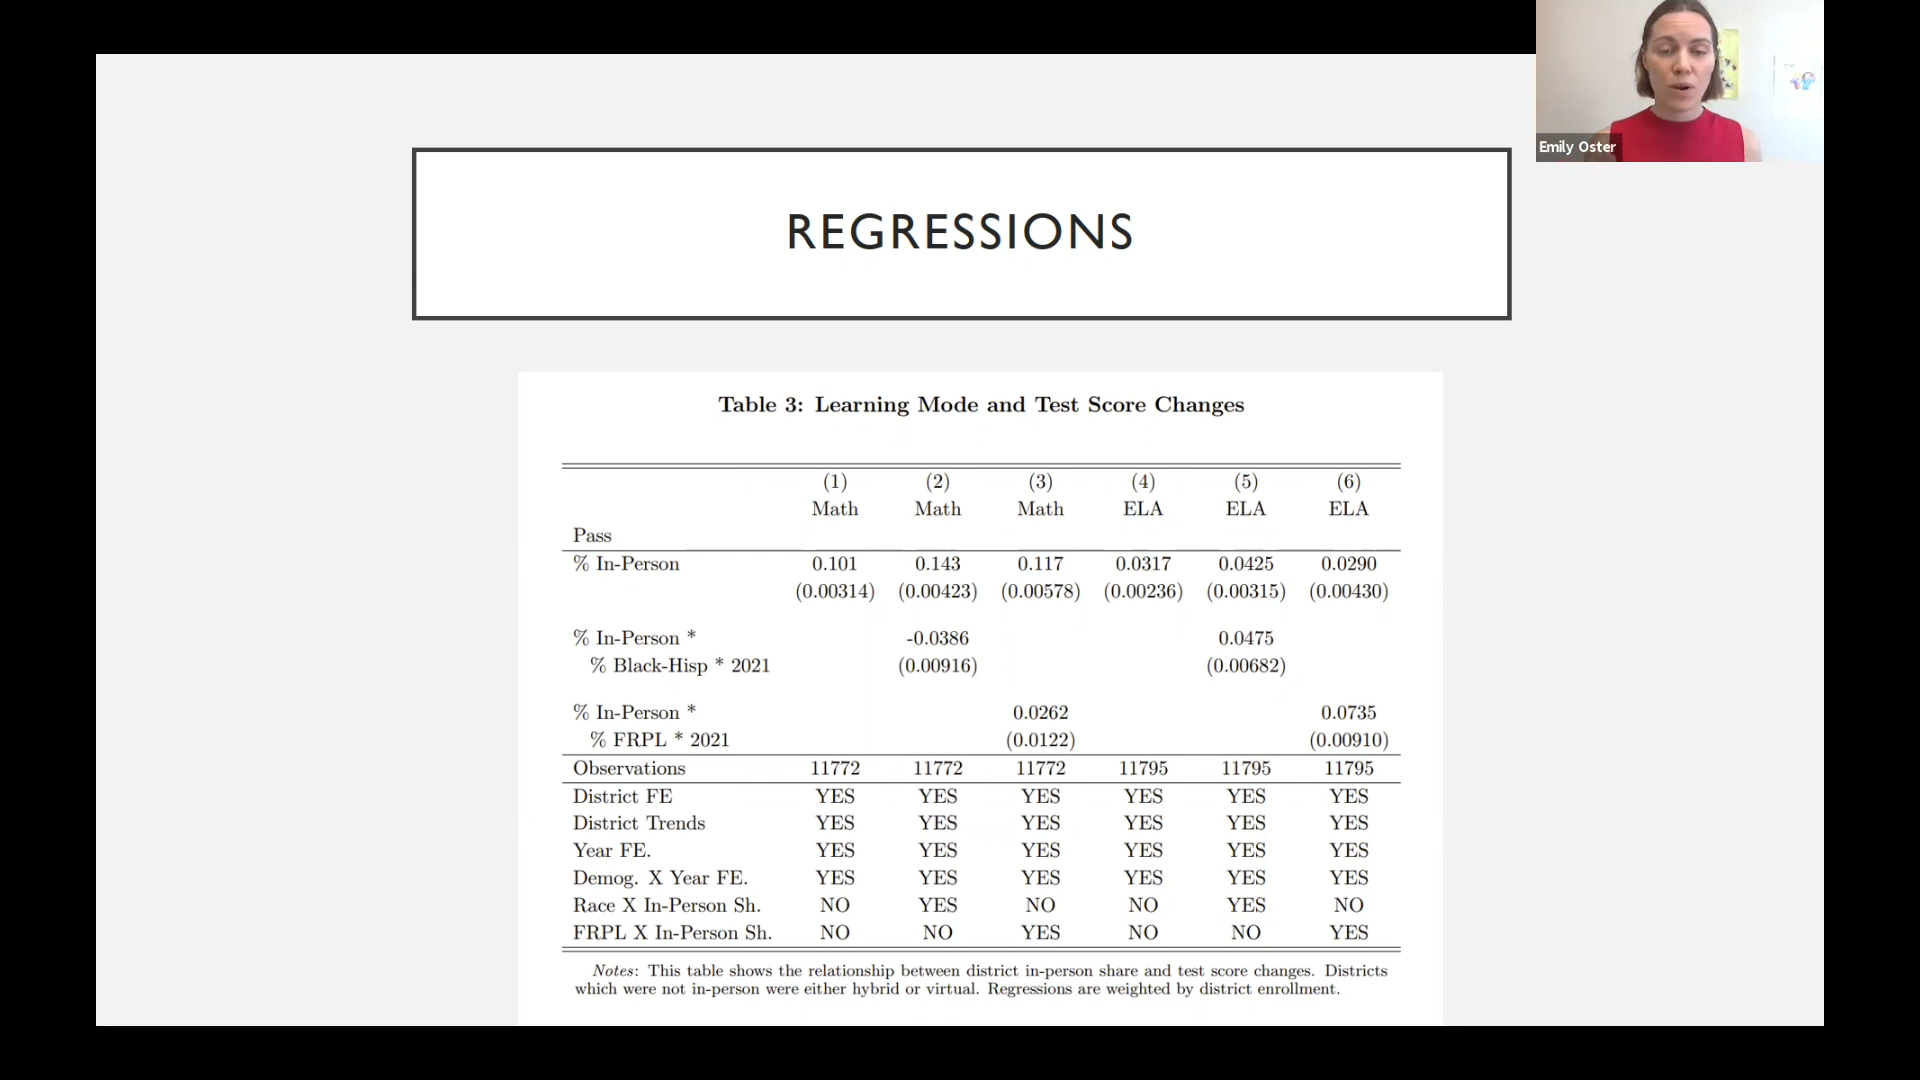 Emily Oster
REGRESSIONS
Table 3: Learning Mode and Test Score Changes
(1) (2) (3) (4) (5) (6)
Math Math Math ELA ELA ELA
Pass
% In-Person 0.101 0.143 0.117 0.0317 0.0425 0.0290
(0.00314) (0.00423) (0.00578) (0.00236) (0.00315) (0.00430)
% In-Person * -0.0386 0.0475
% Black-Hisp * 2021 (0.00916) (0.00682)
% In-Person * 0.0262 0.0735
% FRPL * 2021 (0.0122) (0.00910)
Observations 11772 11772 11772 11795 11795 11795
District FE YES YES YES YES YES YES
District Trends YES YES YES YES YES YES
Year FE. YES YES YES YES YES YES
Demog. X Year FE. YES YES YES YES YES YES
Race X In-Person Sh. NO YES NO NO YES NO
FRPL X In-Person Sh. NO NO YES NO NO YES
Notes: This table shows the relationship between district in-person share and test score changes. Districts
which were not in-person were either hybrid or virtual. Regressions are weighted by district enrollment.